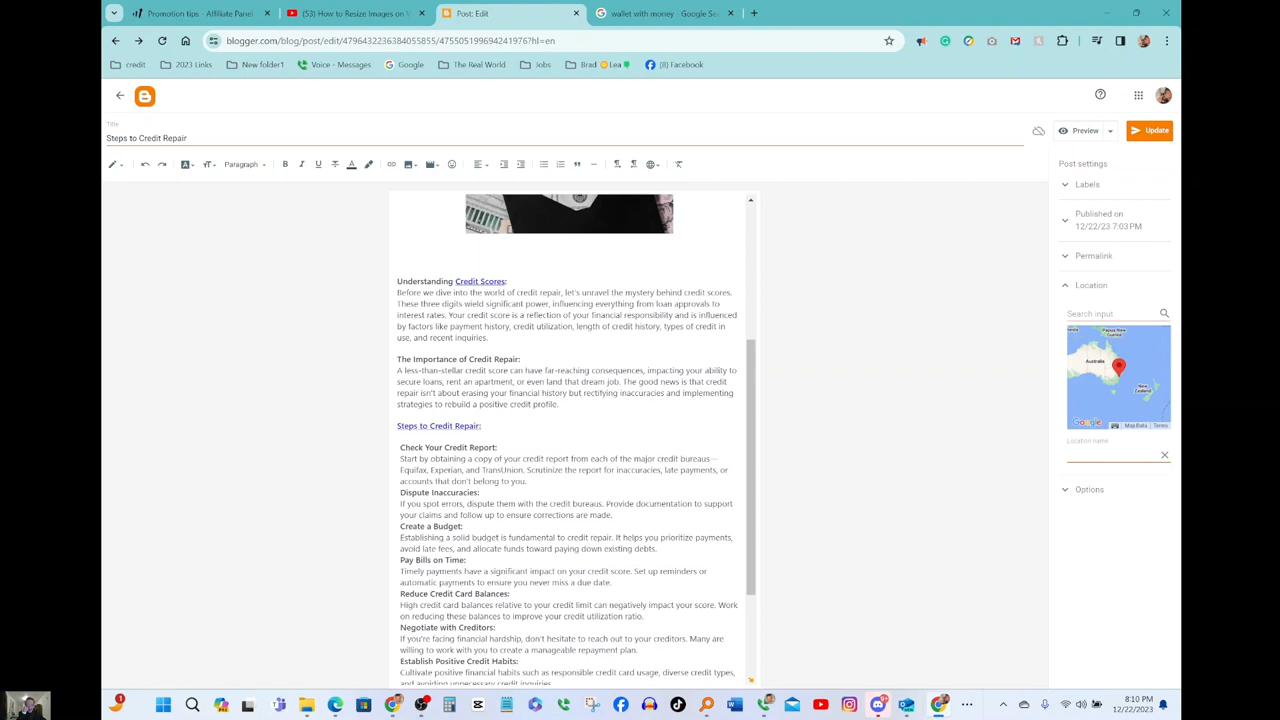 Promotion tips - Affiliate Panel
(53) How to Resize Images on W
Post: Edit
wallet with money - Google Se
blogger.com/blog/post/edit/4796432236384055855/4755051996942419760?hl=en
credit
2023 Links
New folder1
Voice - Messages
Google
The Real World
Jobs
Brad Lea
(8) Facebook
Title
Steps to Credit Repair
Preview
Update
Paragraph
Post settings
Labels
Published on
12/22/23 7:03 PM
Permalink
Location
Search input
Papua New
Guinea
Australia
New
Zealand
Google
Map Data
Terms
Location name
Options
Understanding Credit Scores:
Before we dive into the world of credit repair, let's unravel the mystery behind credit scores.
These three digits wield significant power, influencing everything from loan approvals to
interest rates. Your credit score is a reflection of your financial responsibility and is influenced
by factors like payment history, credit utilization, length of credit history, types of credit in
use, and recent inquiries.
The Importance of Credit Repair:
A less-than-stellar credit score can have far-reaching consequences, impacting your ability to
secure loans, rent an apartment, or even land that dream job. The good news is that credit
repair isn't about erasing your financial history but rectifying inaccuracies and implementing
strategies to rebuild a positive credit profile.
Steps to Credit Repair:
Check Your Credit Report:
Start by obtaining a copy of your credit report from each of the major credit bureaus—
Equifax, Experian, and TransUnion. Scrutinize the report for inaccuracies, late payments, or
accounts that don't belong to you.
Dispute Inaccuracies:
If you spot errors, dispute them with the credit bureaus. Provide documentation to support
your claims and follow up to ensure corrections are made.
Create a Budget:
Establishing a solid budget is fundamental to credit repair. It helps you prioritize payments,
avoid late fees, and allocate funds toward paying down existing debts.
Pay Bills on Time:
Timely payments have a significant impact on your credit score. Set up reminders or
automatic payments to ensure you never miss a due date.
Reduce Credit Card Balances:
High credit card balances relative to your credit limit can negatively impact your score. Work
on reducing these balances to improve your credit utilization ratio.
Negotiate with Creditors:
If you're facing financial hardship, don't hesitate to reach out to your creditors. Many are
willing to work with you to create a manageable repayment plan.
Establish Positive Credit Habits:
Cultivate positive financial habits such as responsible credit card usage, diverse credit types,
and avoiding unnecessary credit inquiries.
8:10 PM
12/22/2023